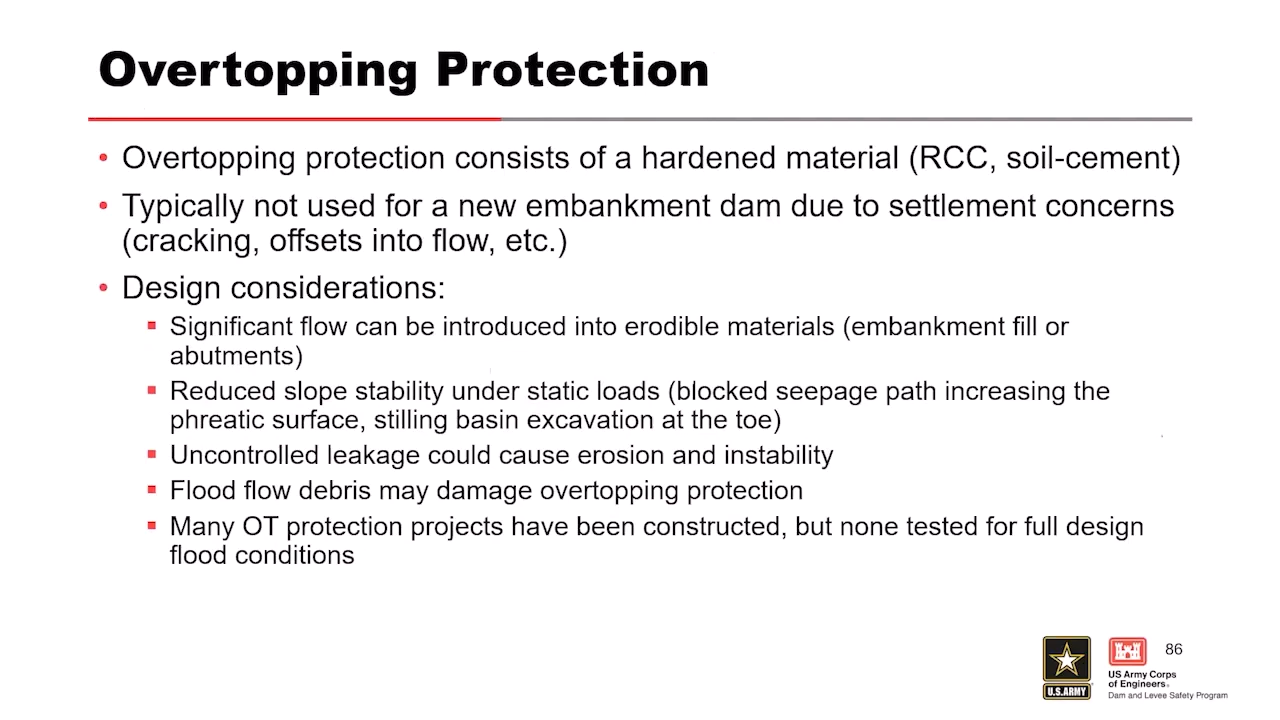 Overtopping Protection
• Overtopping protection consists of a hardened material (RCC, soil-cement)
• Typically not used for a new embankment dam due to settlement concerns
(cracking, offsets into flow, etc.)
• Design considerations:
▪ Significant flow can be introduced into erodible materials (embankment fill or
abutments)
▪ Reduced slope stability under static loads (blocked seepage path increasing the
phreatic surface, stilling basin excavation at the toe)
▪ Uncontrolled leakage could cause erosion and instability
▪ Flood flow debris may damage overtopping protection
▪ Many OT protection projects have been constructed, but none tested for full design
flood conditions
86
U.S.ARMY
US Army Corps
of Engineers®
Dam and Levee Safety Program